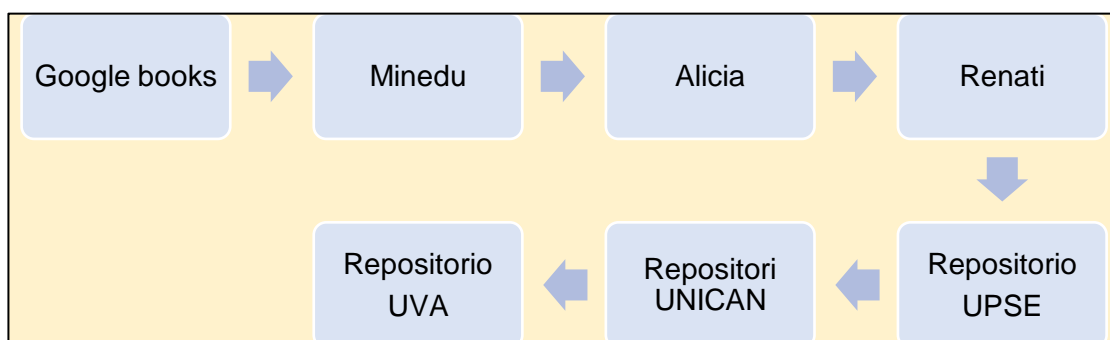 Google books
Minedu
Alicia
Renati
Repositorio
UPSE
Repositori
UNICAN
Repositorio
UVA